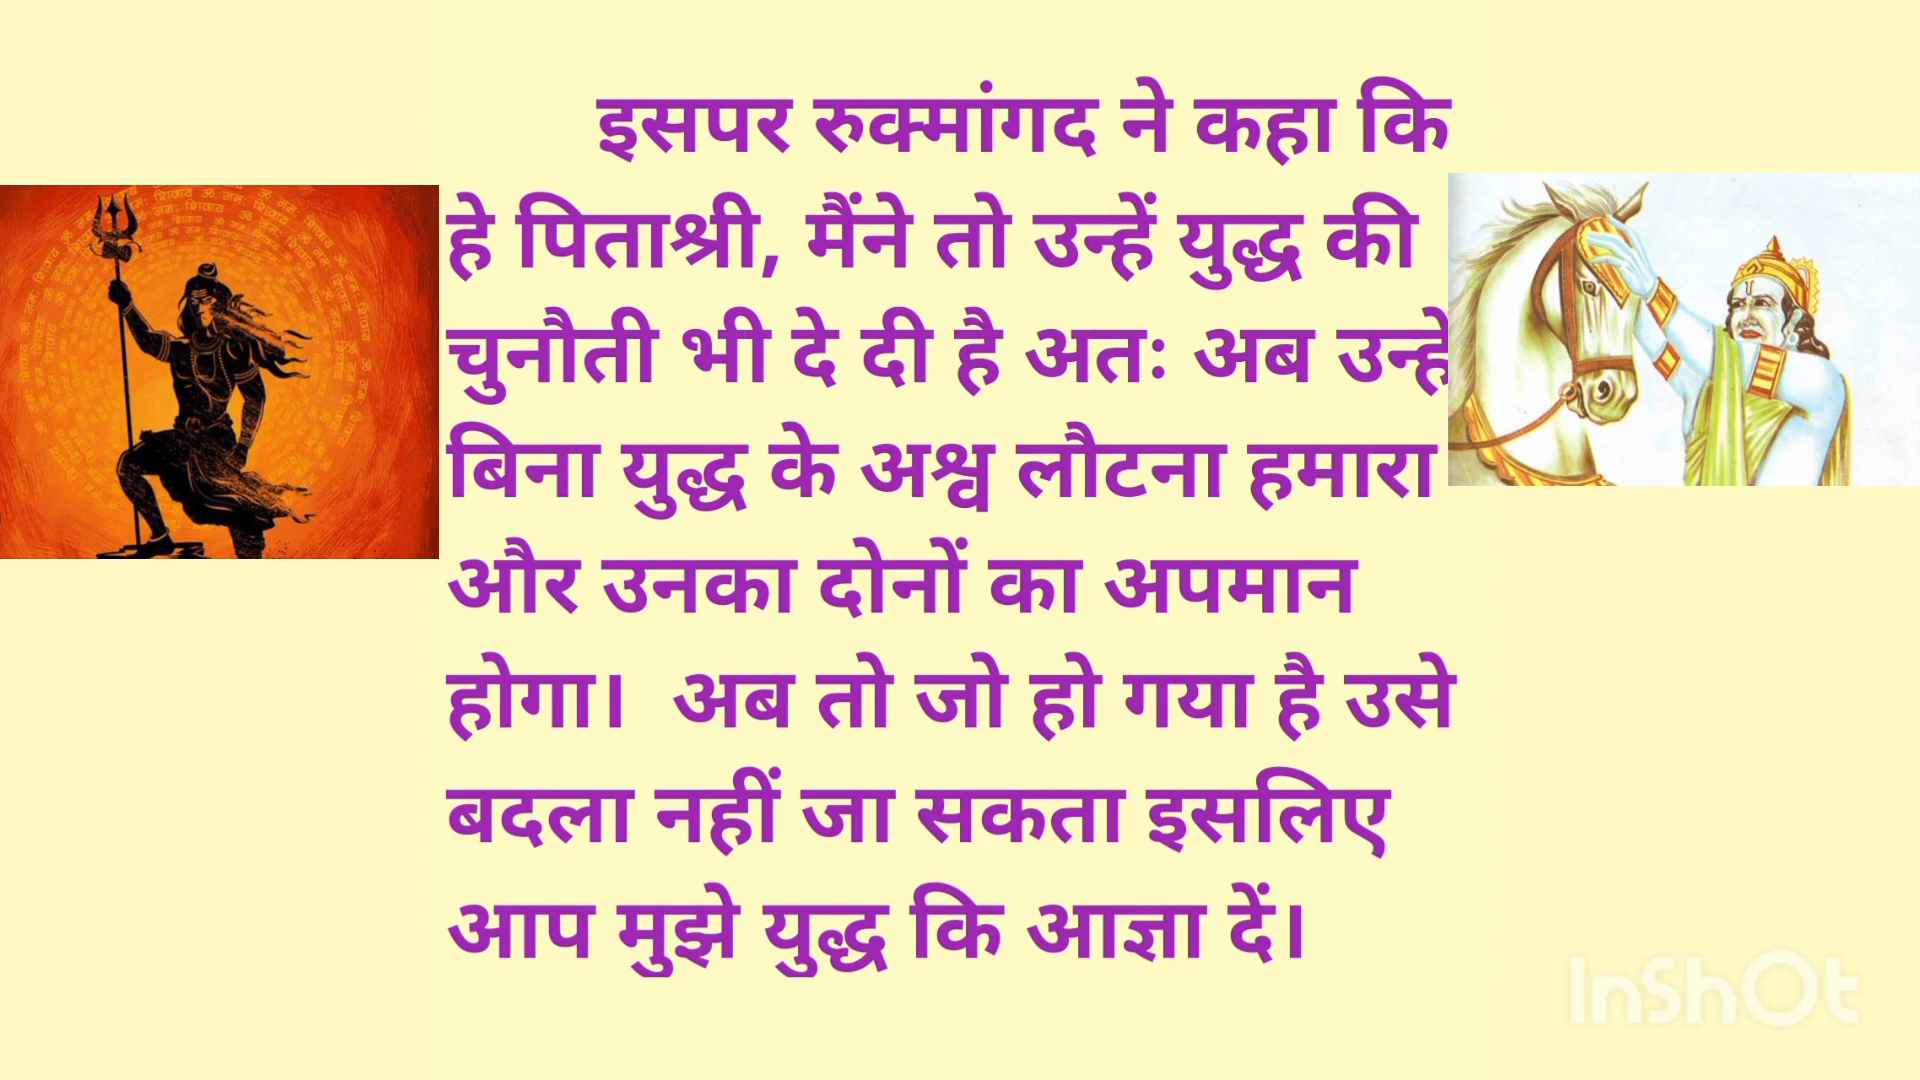 इसपर रुक्मांगद ने कहा कि
हे पिताश्री, मैंने तो उन्हें युद्ध की
चुनौती भी दे दी है अतः अब उन्हें
बिना युद्ध के अश्व लौटना हमारा
और उनका दोनों का अपमान
होगा।  अब तो जो हो गया है उसे
बदला नहीं जा सकता इसलिए
आप मुझे युद्ध कि आज्ञा दें।
InShOt